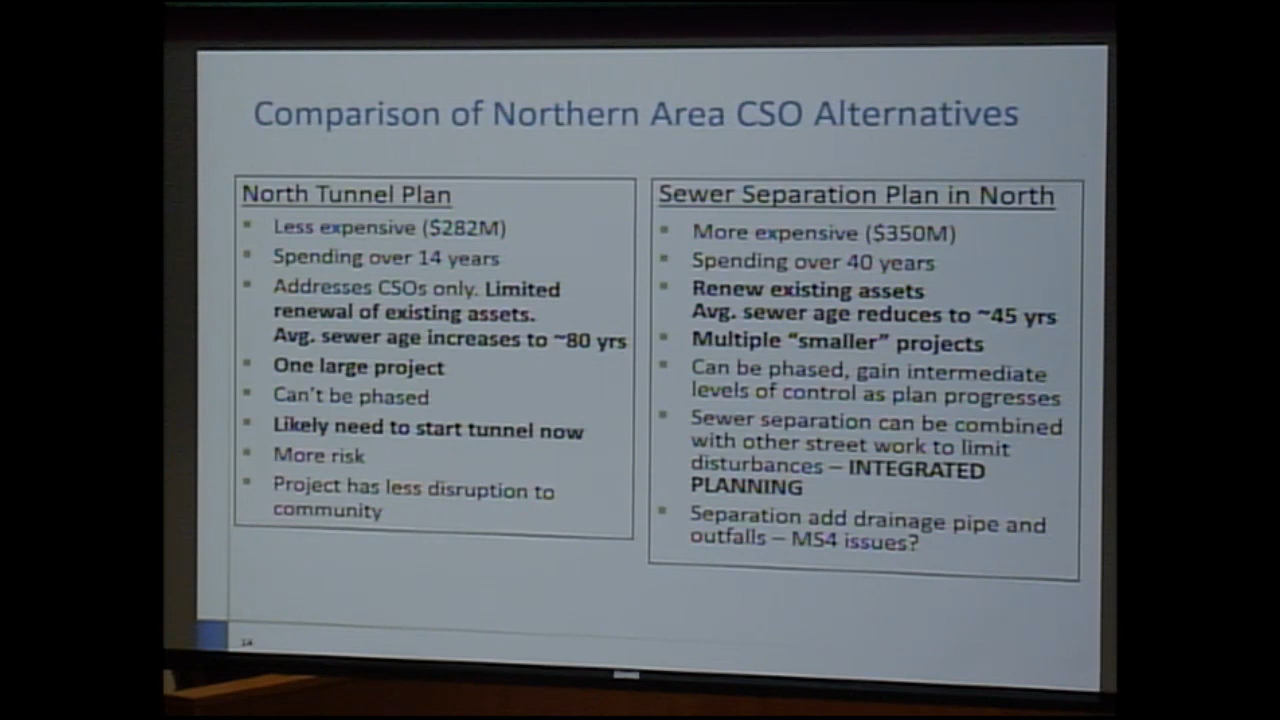 Comparison of Northern Area CSO Alternatives
North Tunnel Plan
Less expensive ($282M)
Spending over 14 years
Addresses CSOs only. Limited
renewal of existing assets.
Avg. sewer age increases to ~80 yrs
One large project
Can't be phased
Likely need to start tunnel now
More risk
Project has less disruption to
community
Sewer Separation Plan in North
More expensive ($350M)
Spending over 40 years
Renew existing assets
Avg. sewer age reduces to ~45 yrs
Multiple “smaller” projects
Can be phased, gain intermediate
levels of control as plan progresses
Sewer separation can be combined
with other street work to limit
disturbances – INTEGRATED
PLANNING
Separation add drainage pipe and
outfalls – MS4 issues?
14